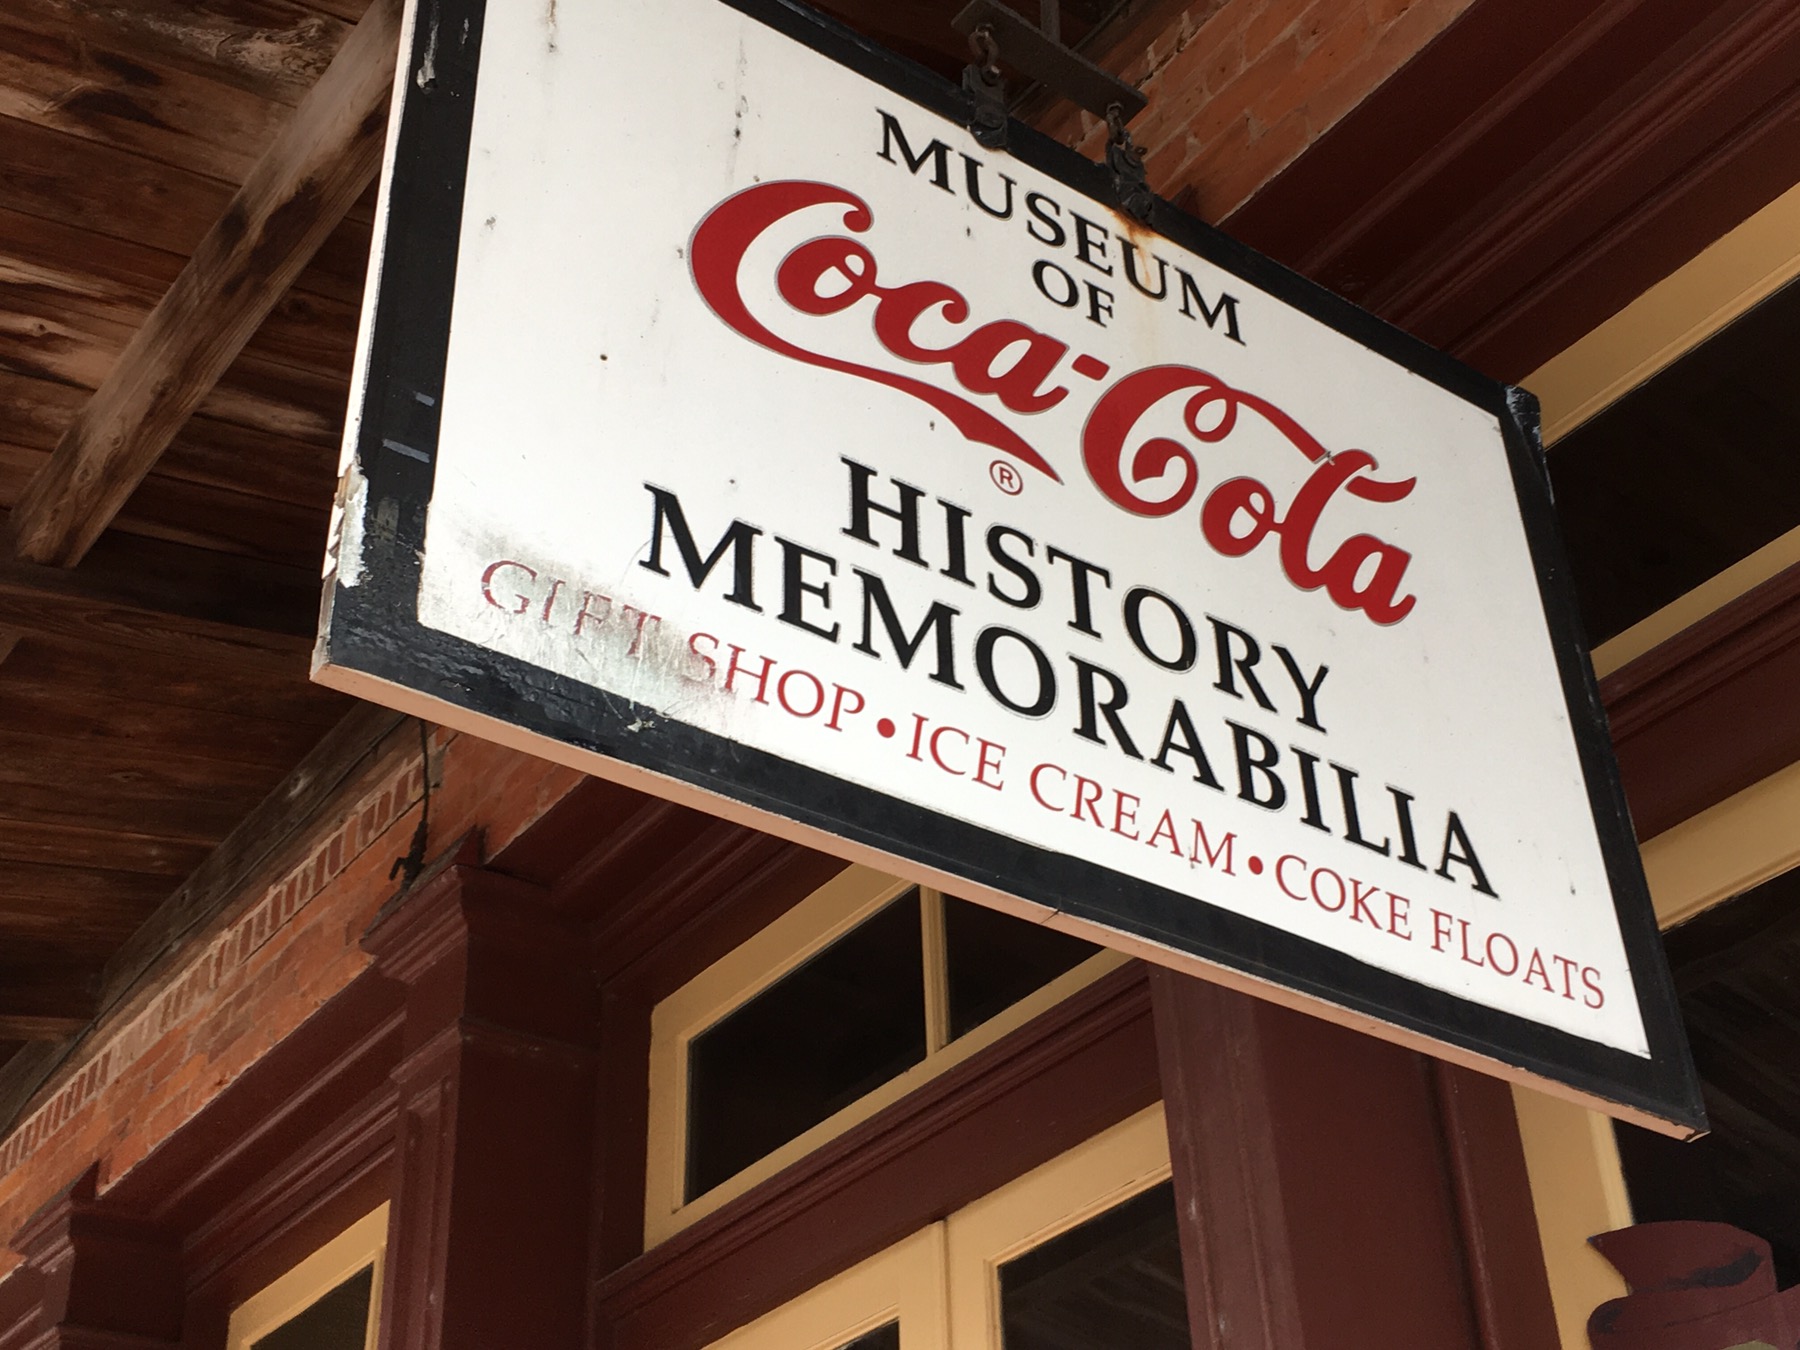 MUSEUM
OF
Coca-Cola
®
HISTORY
MEMORABILIA
GIFT SHOP • ICE CREAM • COKE FLOATS